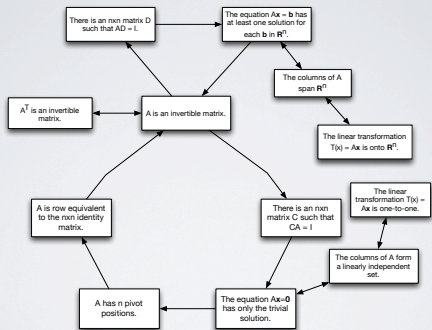 There is an nxn matrix D
such that AD = I.
The equation Ax = b has
at least one solution for
each b in Rⁿ.
The columns of A
span Rⁿ
Aᵀ is an invertible
matrix.
A is an invertible matrix.
The linear transformation
T(x) = Ax is onto Rⁿ.
A is row equivalent
to the nxn identity
matrix.
There is an nxn
matrix C such that
CA = I
The linear
transformation T(x) =
Ax is one-to-one.
The columns of A form
a linearly independent
set.
A has n pivot
positions.
The equation Ax=0
has only the trivial
solution.